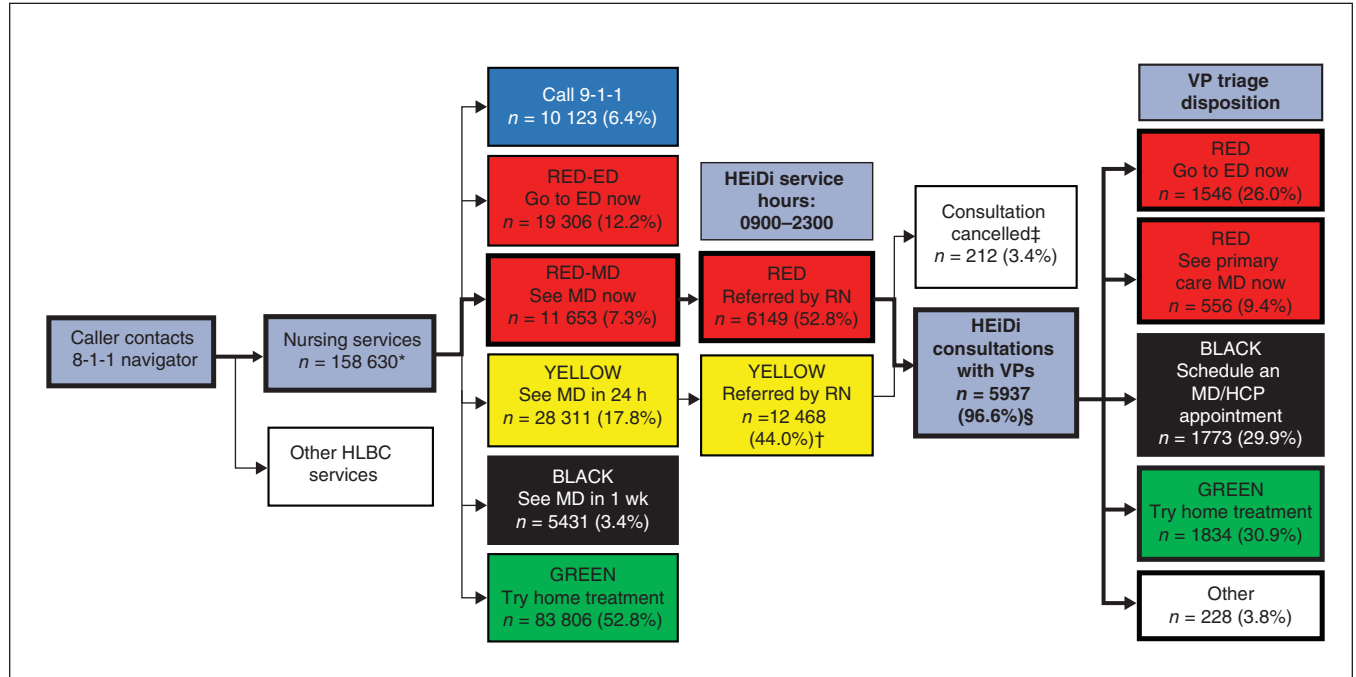 Caller contacts
8-1-1 navigator
Nursing services
n = 158 630*
Other HLBC
services
Call 9-1-1
n = 10 123 (6.4%)
RED-ED
Go to ED now
n = 19 306 (12.2%)
RED-MD
See MD now
n = 11 653 (7.3%)
YELLOW
See MD in 24 h
n = 28 311 (17.8%)
BLACK
See MD in 1 wk
n = 5431 (3.4%)
GREEN
Try home treatment
n = 83 806 (52.8%)
HEiDi service
hours:
0900–2300
RED
Referred by RN
n = 6149 (52.8%)
YELLOW
Referred by RN
n =12 468
(44.0%)†
Consultation
cancelled‡
n = 212 (3.4%)
HEiDi
consultations
with VPs
n = 5937
(96.6%)§
VP triage
disposition
RED
Go to ED now
n = 1546 (26.0%)
RED
See primary
care MD now
n = 556 (9.4%)
BLACK
Schedule an
MD/HCP
appointment
n = 1773 (29.9%)
GREEN
Try home treatment
n = 1834 (30.9%)
Other
n = 228 (3.8%)